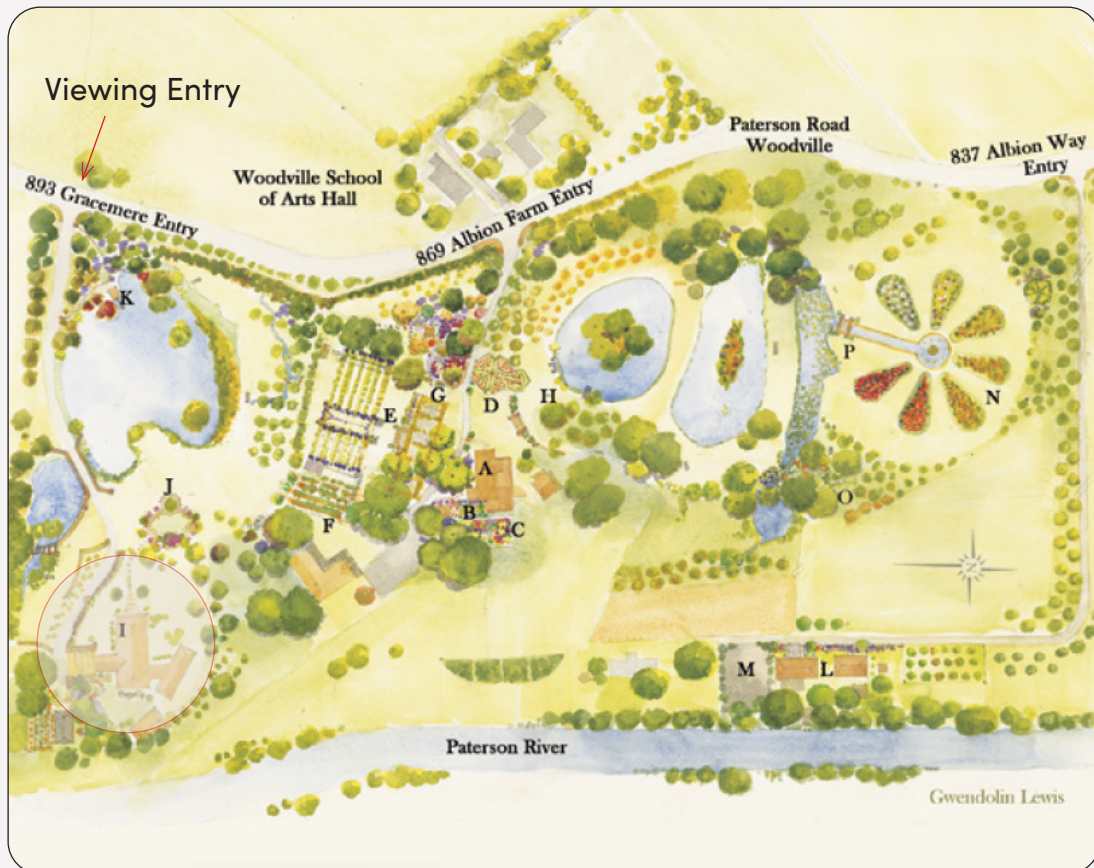 Viewing Entry
893 Gracemere Entry
Woodville School
of Arts Hall
869 Albion Farm Entry
Paterson Road
Woodville
837 Albion Way
Entry
K
G
D
E
H
P
N
A
J
B
C
F
O
I
M
L
Paterson River
Gwendolin Lewis